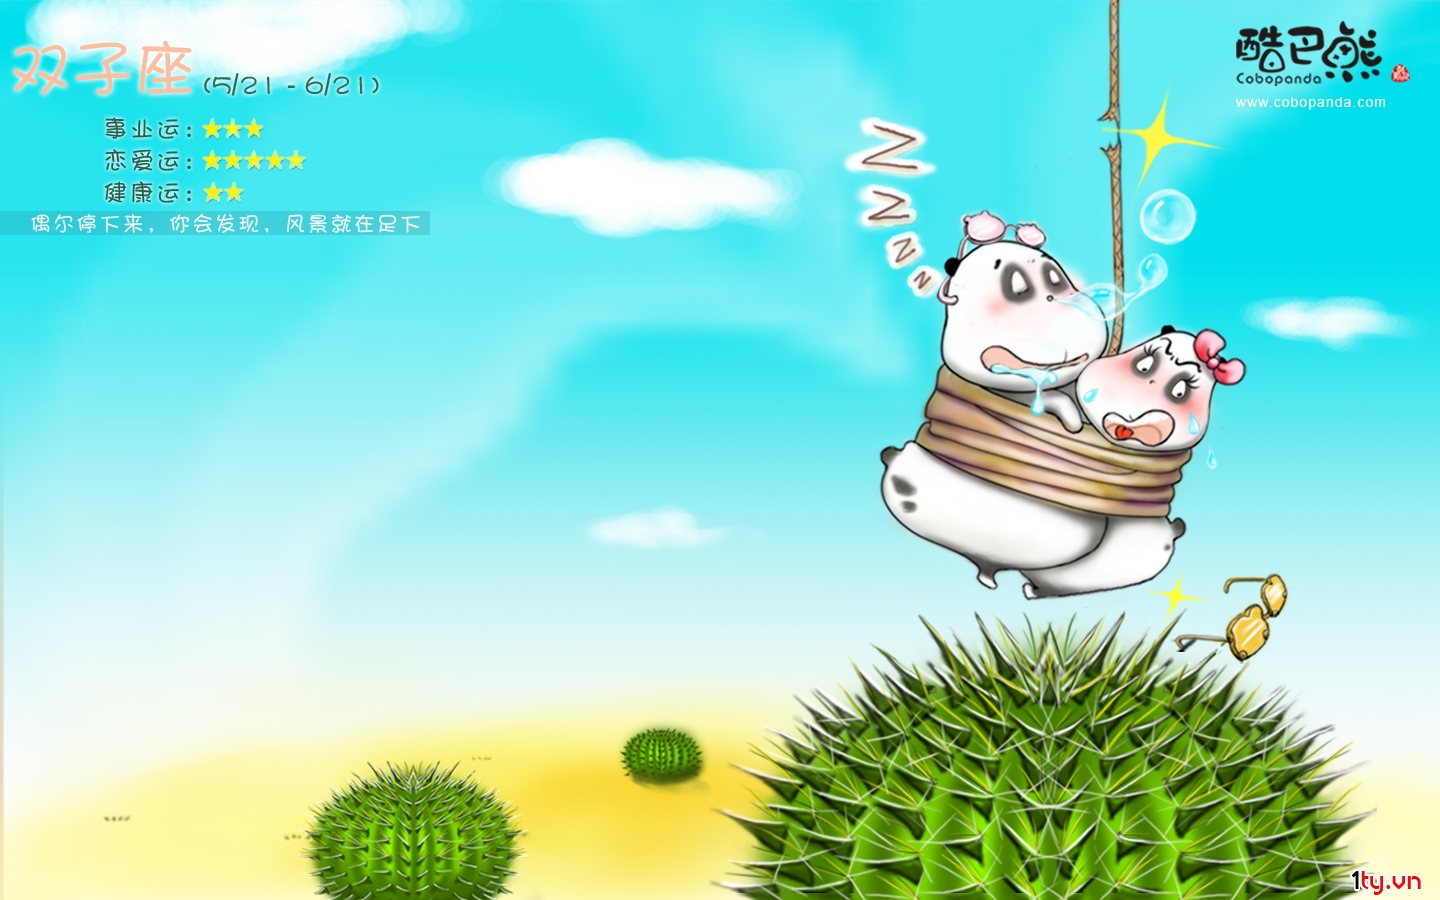 双子座 (5/21 - 6/21)
事业运: ★★★
恋爱运: ★★★★★
健康运: ★★
偶尔停下来, 你会发现, 风景就在足下
酷巴熊
Cobopanda
www.cobopanda.com
Z
Z
Z
Z
1ty.vn